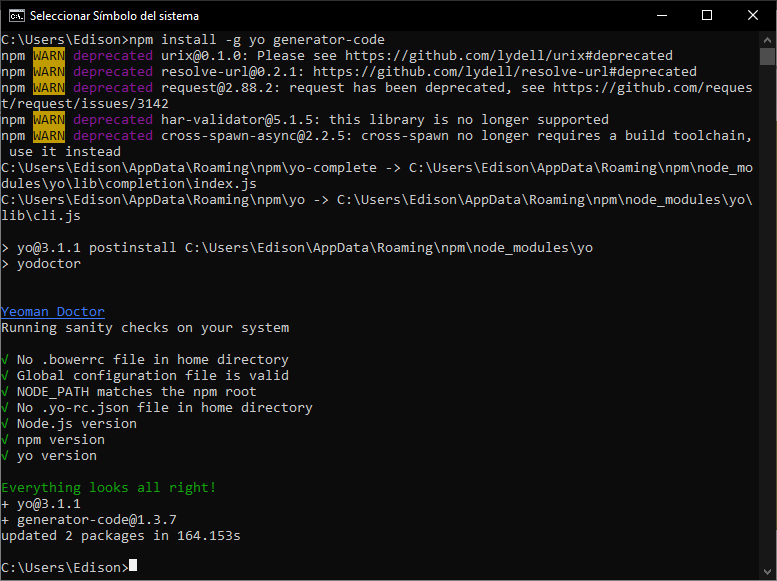 Seleccionar Símbolo del sistema
C:\Users\Edison>npm install -g yo generator-code
npm WARN deprecated urix@0.1.0: Please see https://github.com/lydell/urix#deprecated
npm WARN deprecated resolve-url@0.2.1: https://github.com/lydell/resolve-url#deprecated
npm WARN deprecated request@2.88.2: request has been deprecated, see https://github.com/reques
t/request/issues/3142
npm WARN deprecated har-validator@5.1.5: this library is no longer supported
npm WARN deprecated cross-spawn-async@2.2.5: cross-spawn no longer requires a build toolchain,
 use it instead
C:\Users\Edison\AppData\Roaming\npm\yo-complete -> C:\Users\Edison\AppData\Roaming\npm\node_mo
dules\yo\lib\completion\index.js
C:\Users\Edison\AppData\Roaming\npm\yo -> C:\Users\Edison\AppData\Roaming\npm\node_modules\yo\
lib\cli.js
> yo@3.1.1 postinstall C:\Users\Edison\AppData\Roaming\npm\node_modules\yo
> yodoctor
Yeoman Doctor
Running sanity checks on your system
√ No .bowerrc file in home directory
√ Global configuration file is valid
√ NODE_PATH matches the npm root
√ No .yo-rc.json file in home directory
√ Node.js version
√ npm version
√ yo version
Everything looks all right!
+ yo@3.1.1
+ generator-code@1.3.7
updated 2 packages in 164.153s
C:\Users\Edison>